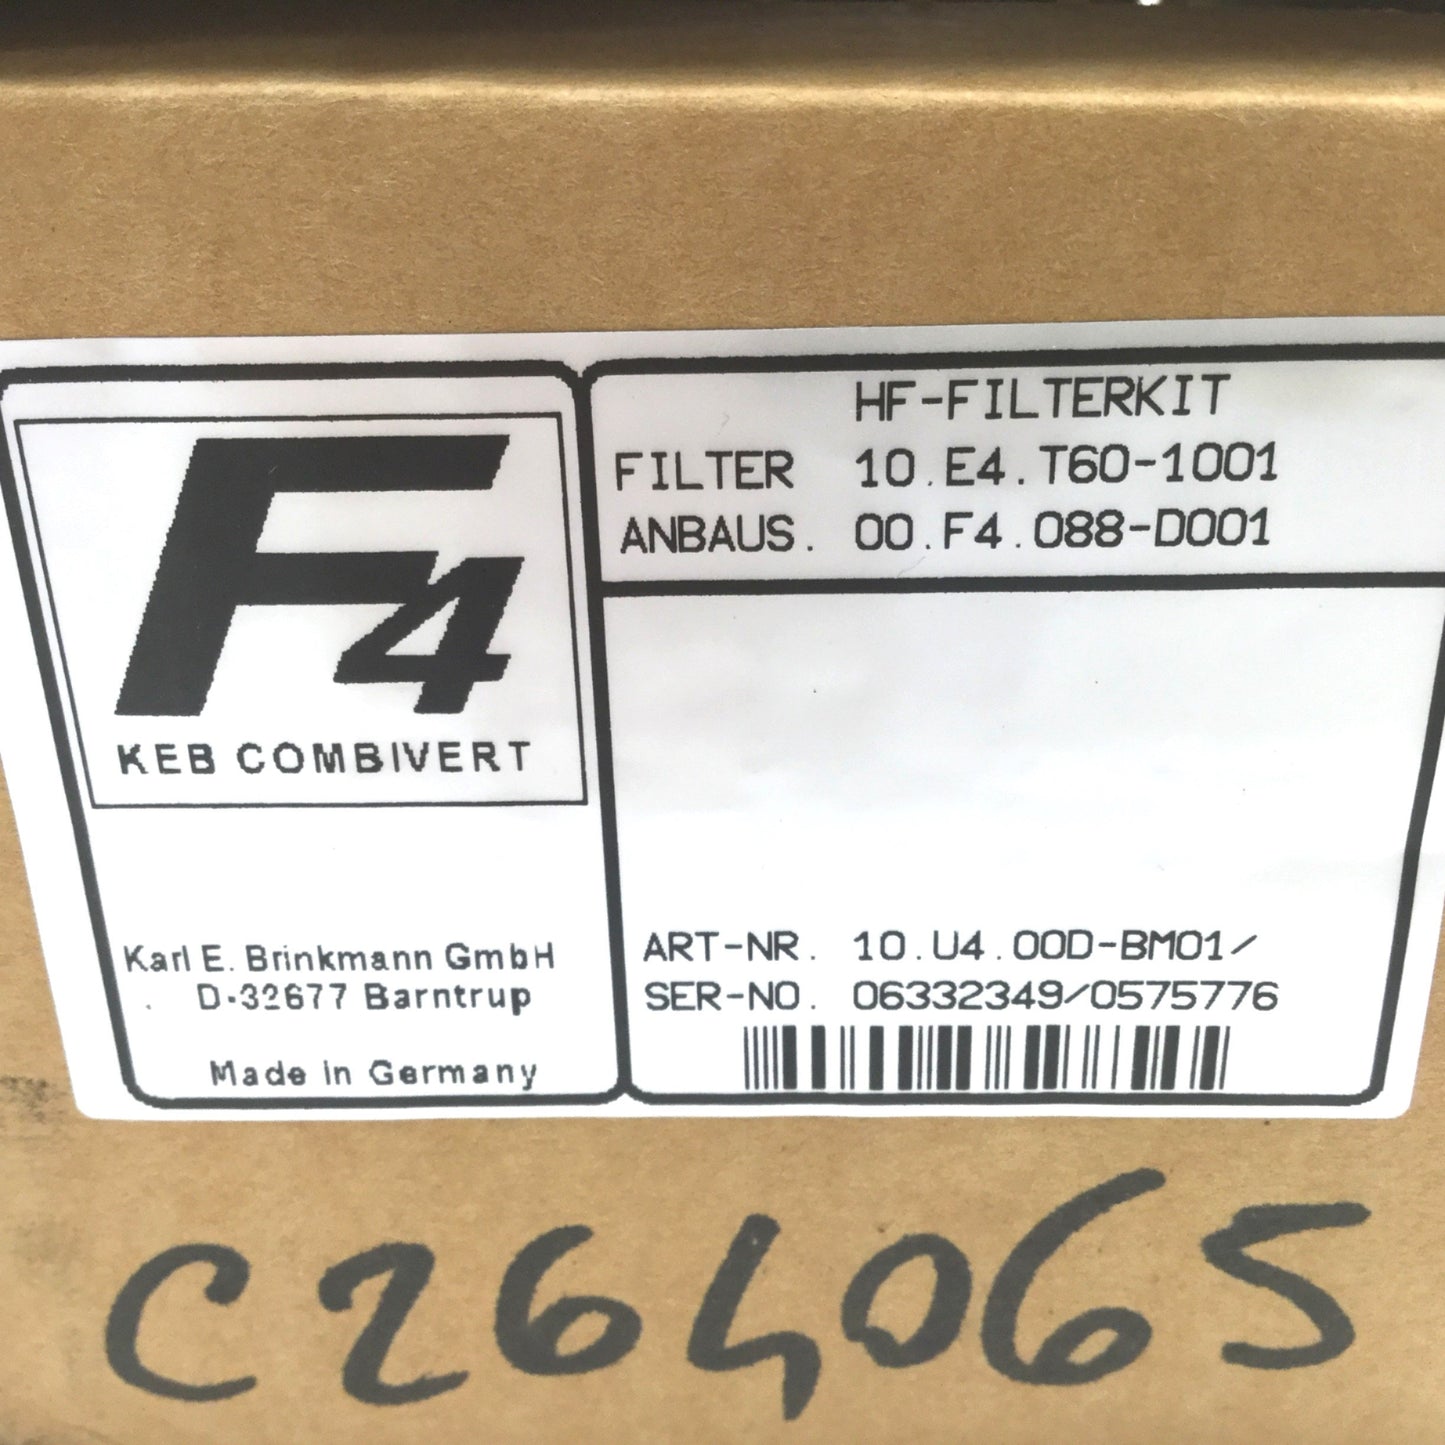 F4
KEB COMBIVERT
Karl E. Brinkmann GmbH
D-32677 Barntrup
Made in Germany
HF-FILTERKIT
FILTER 10.E4.T60-1001
ANBAUS. 00.F4.088-D001
ART-NR. 10.U4.00D-BM01/
SER-NO. 06332349/0575776
C264065